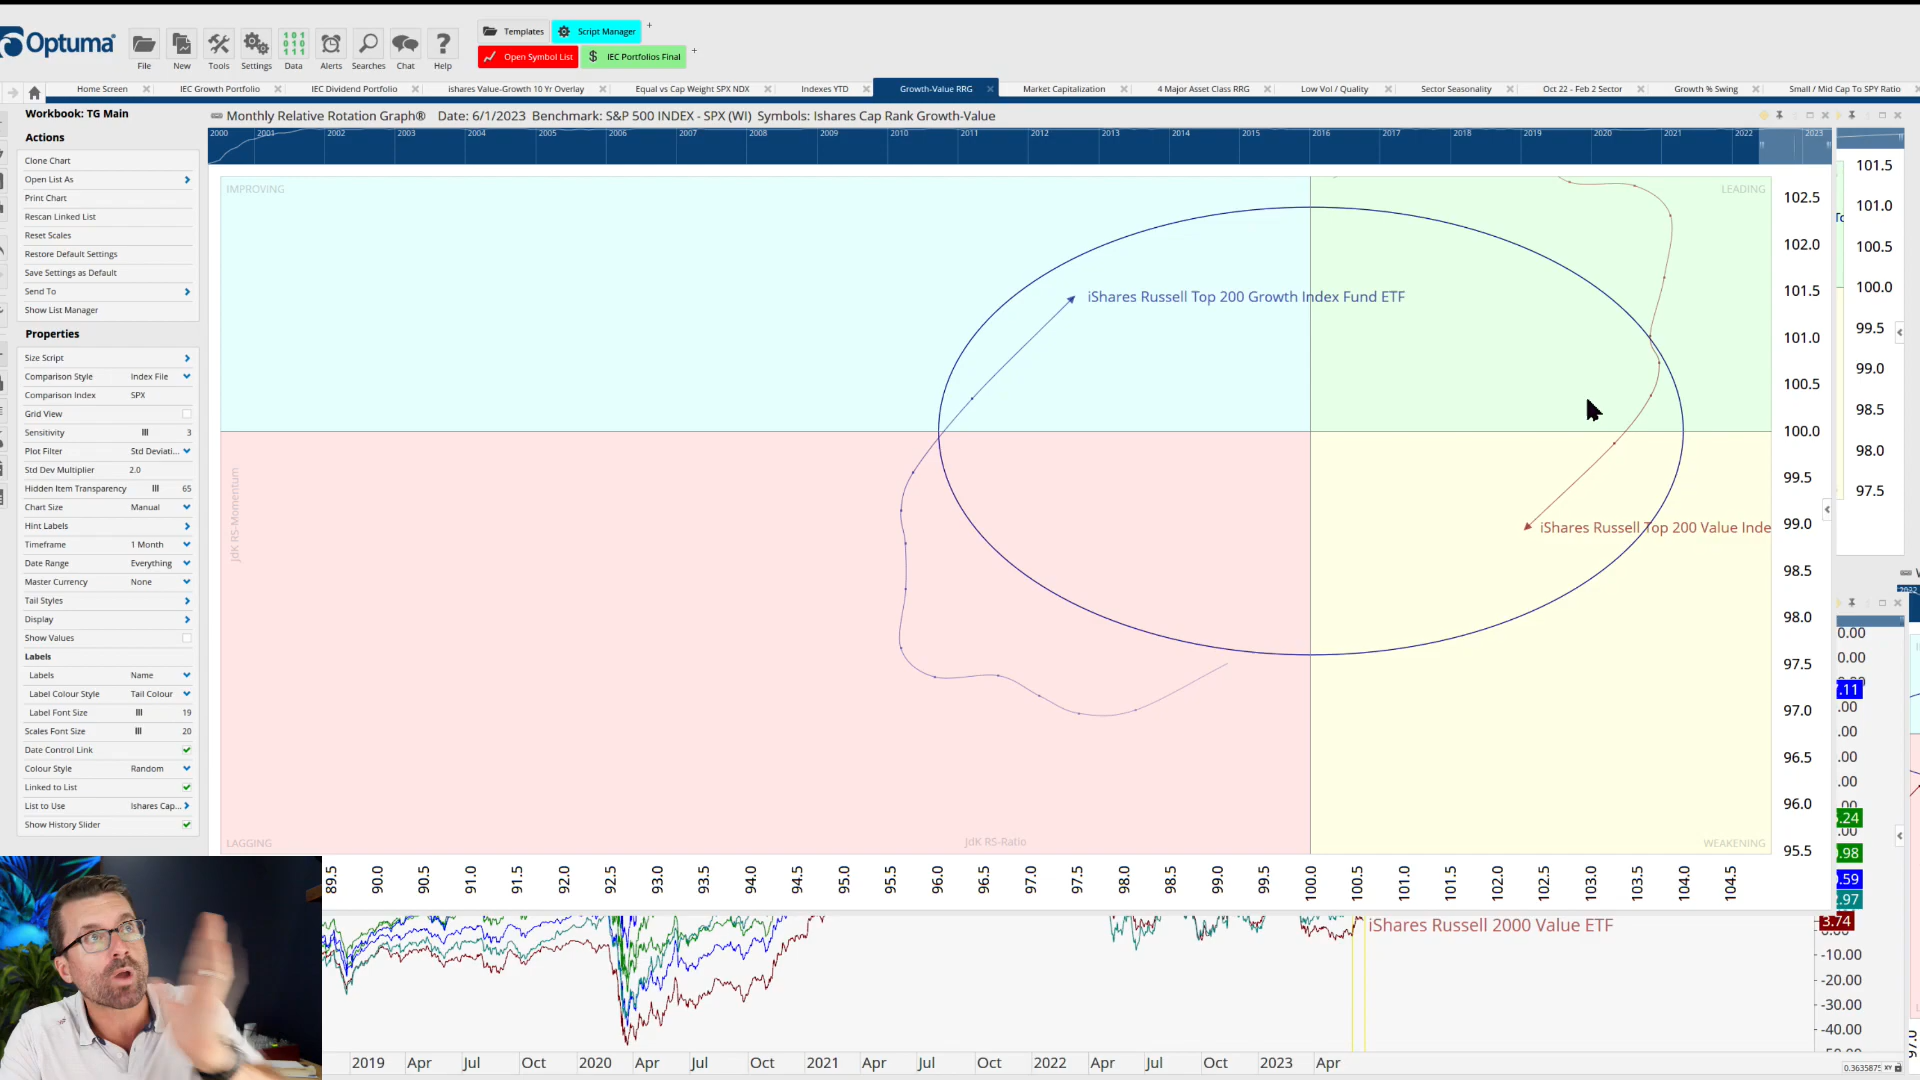 Optuma
File
New
Tools
Settings
Data
Alerts
Searches
Chat
Help
Templates
Script Manager
+
Open Symbol List
$ IEC Portfolios Final
+
Home Screen
IEC Growth Portfolio
IEC Dividend Portfolio
ishares Value-Growth 10 Yr Overlay
Equal vs Cap Weight SPX NDX
Indexes YTD
Growth-Value RRG
Market Capitalization
4 Major Asset Class RRG
Low Vol / Quality
Sector Seasonality
Oct 22 - Feb 2 Sector
Growth % Swing
Small / Mid Cap To SPY Ratio
Workbook: TG Main
Actions
Clone Chart
Open List As
Print Chart
Rescan Linked List
Reset Scales
Restore Default Settings
Save Settings as Default
Send To
Show List Manager
Properties
Size Script
Comparison Style Index File
Comparison Index SPX
Grid View
Sensitivity 3
Plot Filter Std Deviati...
Std Dev Multiplier 2.0
Hidden Item Transparency 65
Chart Size Manual
Hint Labels
Timeframe 1 Month
Date Range Everything
Master Currency None
Tail Styles
Display
Show Values
Labels
Labels Name
Label Colour Style Tail Colour
Label Font Size 19
Scales Font Size 20
Date Control Link
Colour Style Random
Linked to List
List to Use Ishares Cap...
Show History Slider
Monthly Relative Rotation Graph® Date: 6/1/2023 Benchmark: S&P 500 INDEX - SPX (WI) Symbols: Ishares Cap Rank Growth-Value
2000 2001 2002 2003 2004 2005 2006 2007 2008 2009 2010 2011 2012 2013 2014 2015 2016 2017 2018 2019 2020 2021 2022 2023
IMPROVING
LEADING
iShares Russell Top 200 Growth Index Fund ETF
iShares Russell Top 200 Value Inde
JdK RS-Momentum
LAGGING
JdK RS-Ratio
WEAKENING
102.5
102.0
101.5
101.0
100.5
100.0
99.5
99.0
98.5
98.0
97.5
97.0
96.5
96.0
95.5
89.5 90.0 90.5 91.0 91.5 92.0 92.5 93.0 93.5 94.0 94.5 95.0 95.5 96.0 96.5 97.0 97.5 98.0 98.5 99.0 99.5 100.0 100.5 101.0 101.5 102.0 102.5 103.0 103.5 104.0 104.5
101.5
101.0
100.5
100.0
99.5
99.0
98.5
98.0
97.5
0.00
0.00
.11
.00
.00
.00
.00
.24
.98
.59
.97
3.74
iShares Russell 2000 Value ETF
-10.00
-20.00
-30.00
-40.00
2019 Apr Jul Oct 2020 Apr Jul Oct 2021 Apr Jul Oct 2022 Apr Jul Oct 2023 Apr
0.3635875 XY